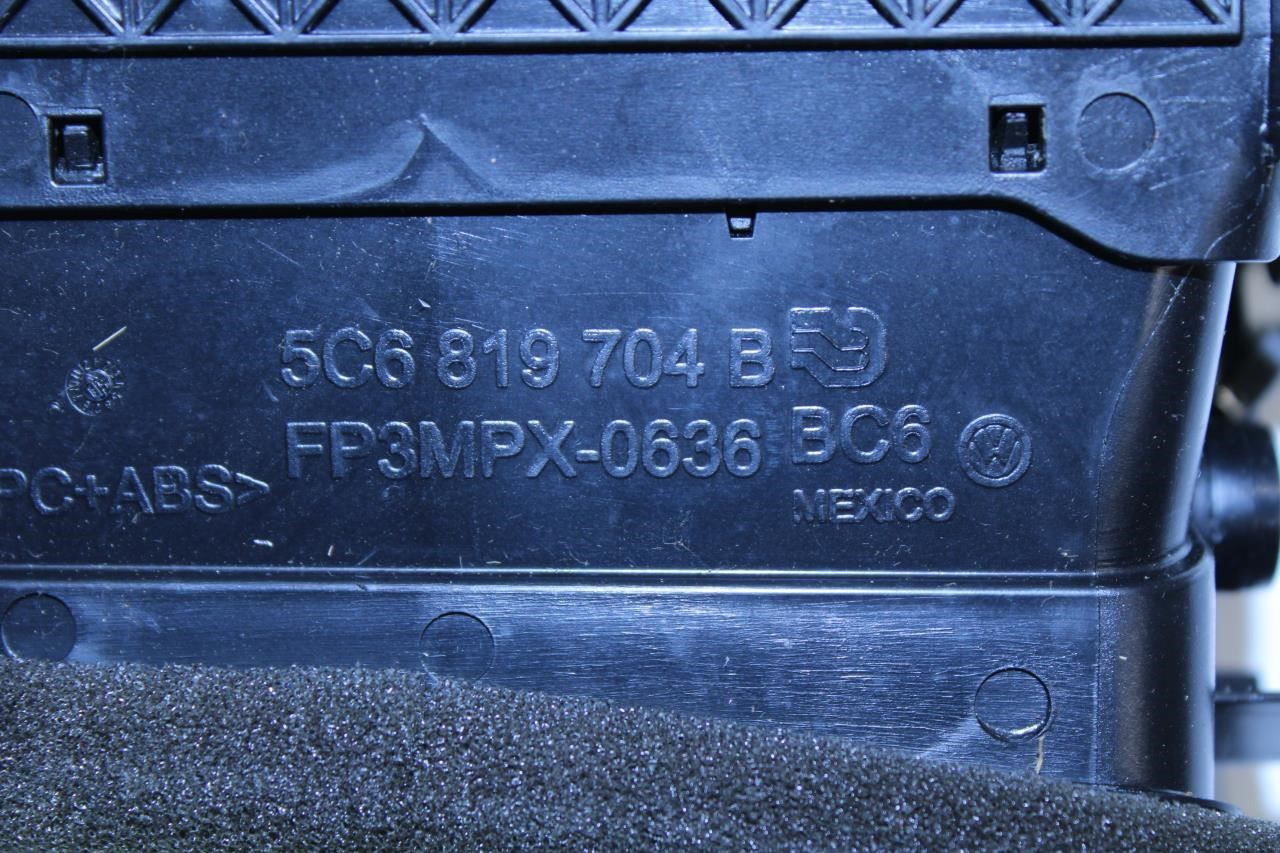 5C6 819 704 B
FP3MPX-0636 BC6
PC+ABS>
MEXICO